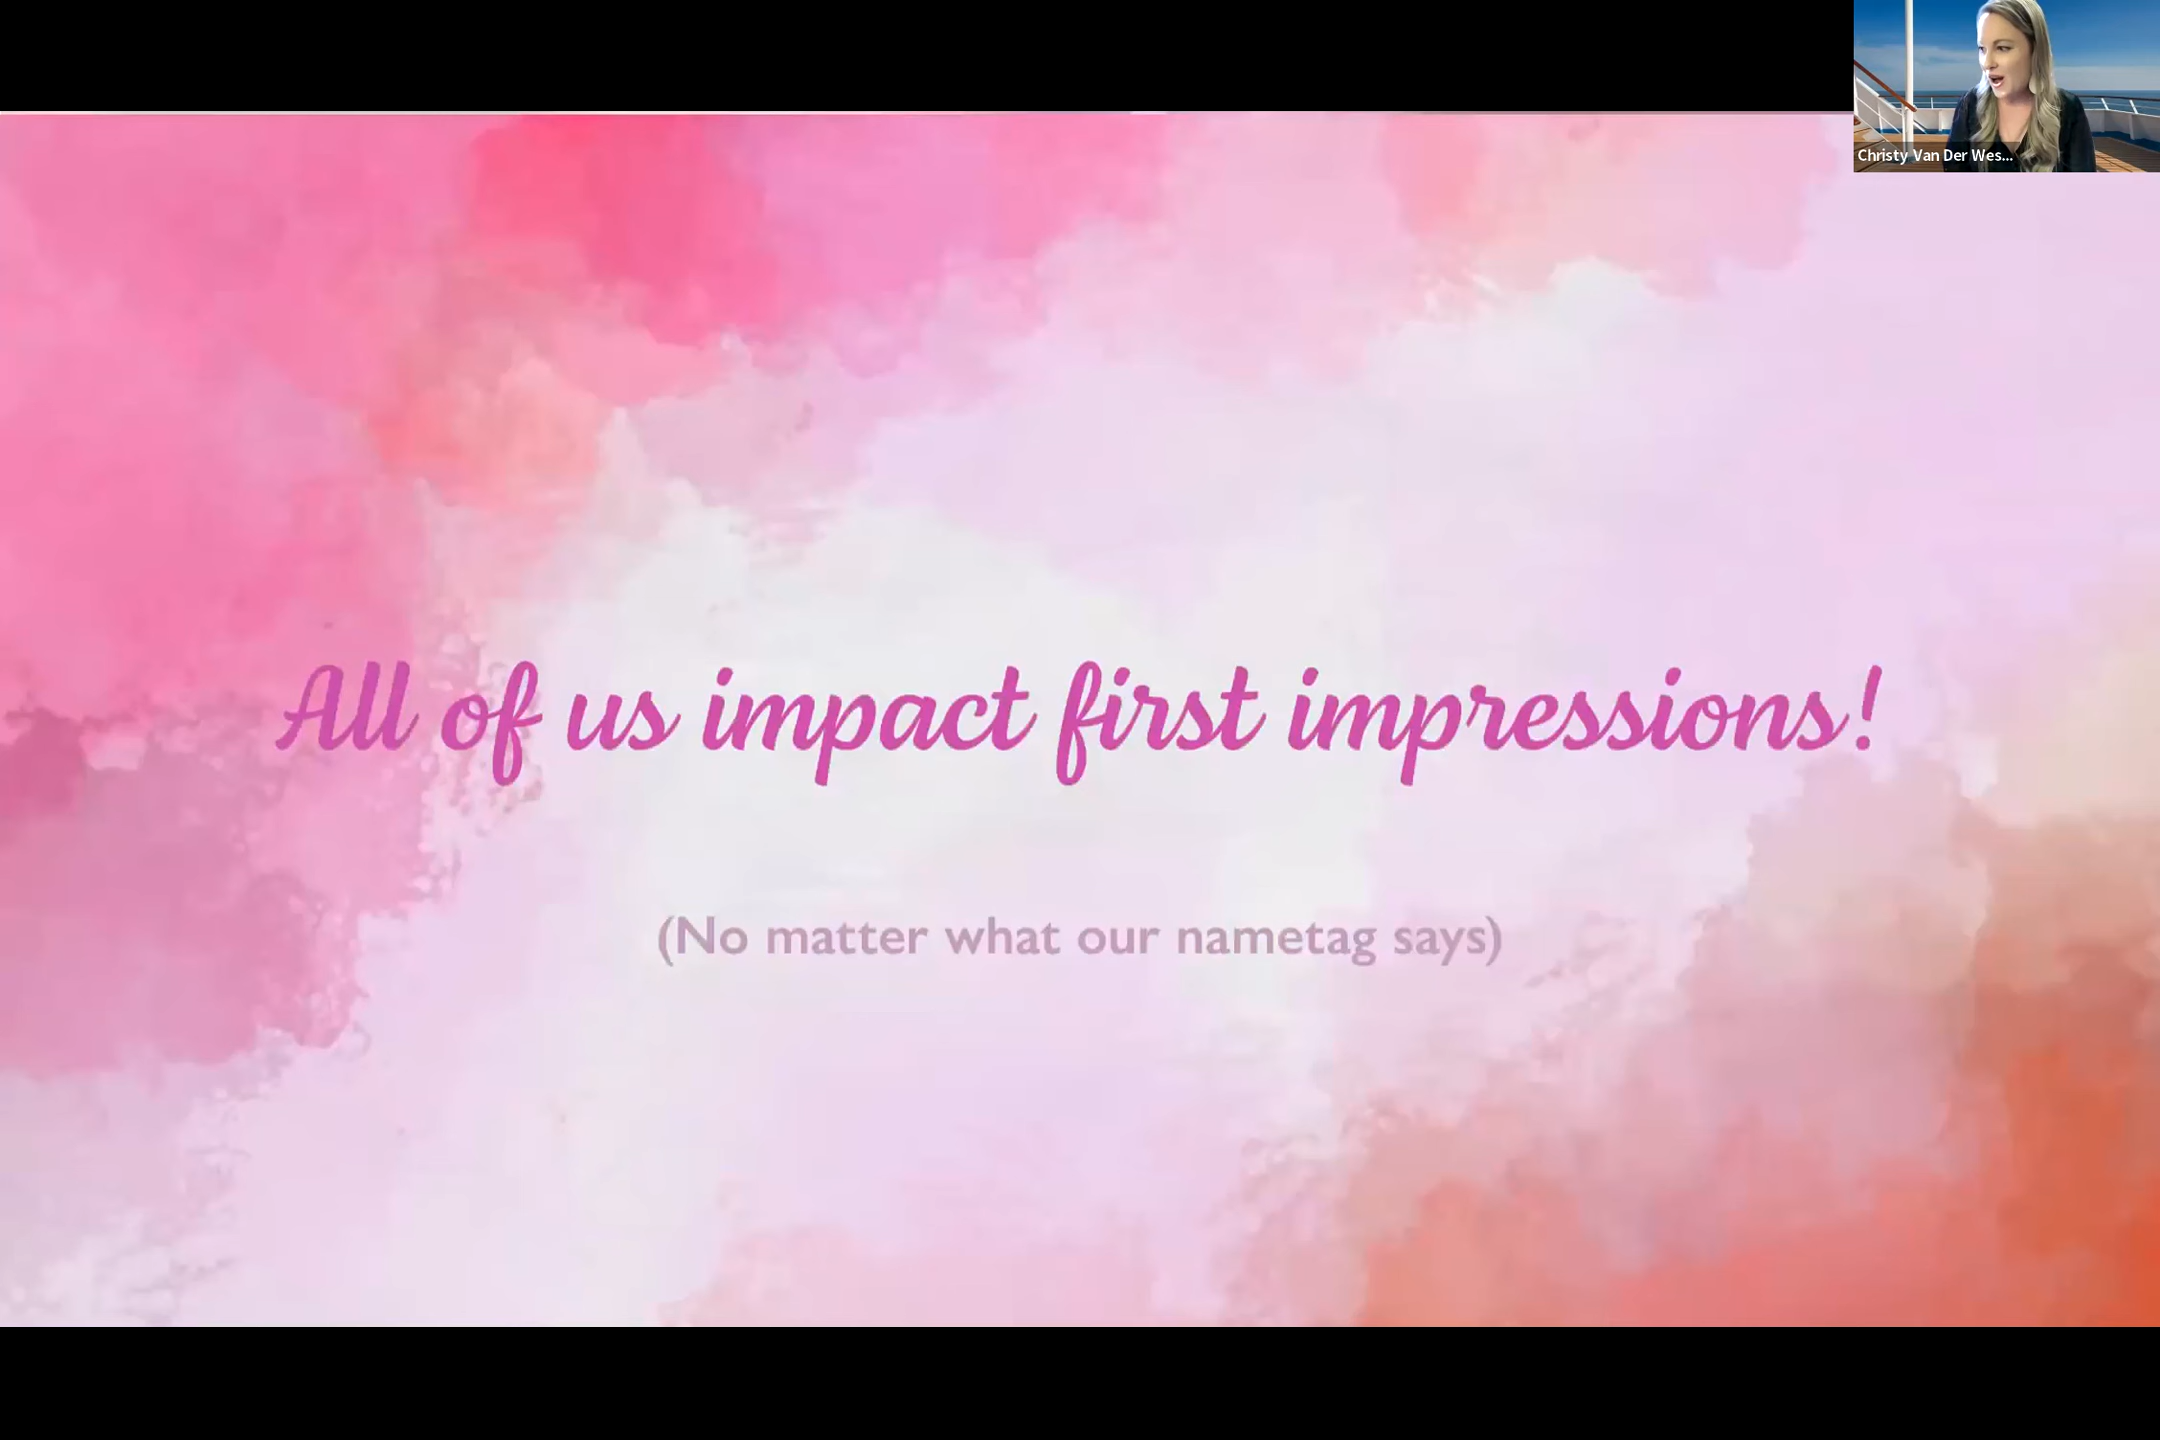 Christy Van Der Wes...
All of us impact first impressions!
(No matter what our nametag says)